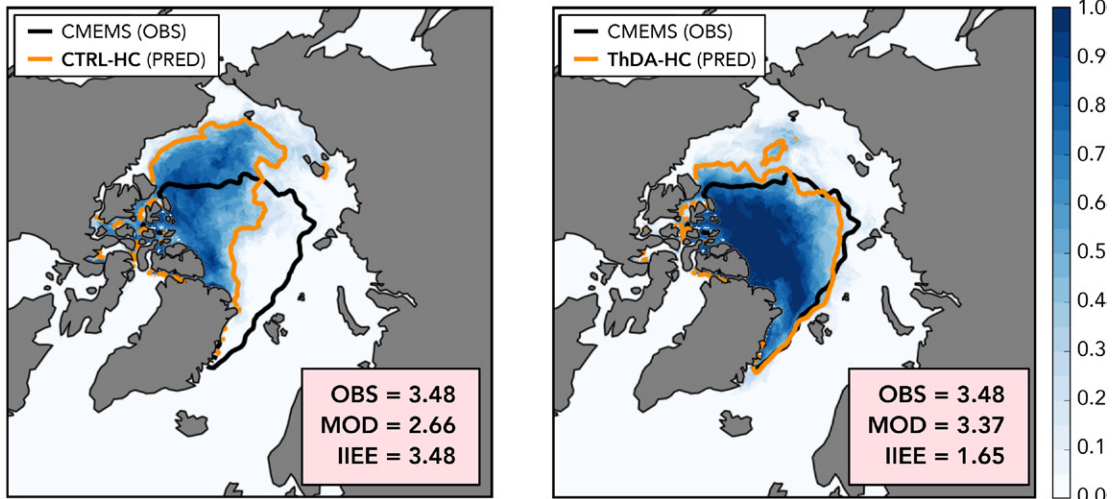 CMEMS (OBS)
CTRL-HC (PRED)
OBS = 3.48
MOD = 2.66
IIEE = 3.48
CMEMS (OBS)
ThDA-HC (PRED)
OBS = 3.48
MOD = 3.37
IIEE = 1.65
1.0
0.9
0.8
0.7
0.6
0.5
0.4
0.3
0.2
0.1
0.0